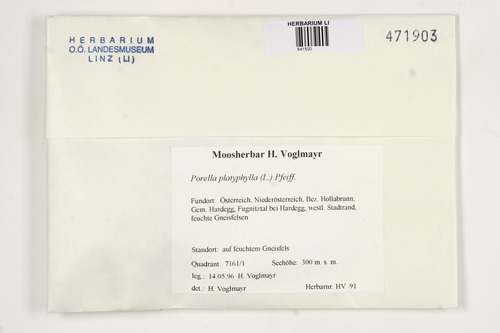 HERBARIUM
O.Ö. LANDESMUSEUM
LINZ (LI)
HERBARIUM LI
641500
471903
Moosherbar H. Voglmayr
Porella platyphylla (L.) Pfeiff.
Fundort: Österreich, Niederösterreich, Bez. Hollabrunn,
Gem. Hardegg, Fugnitztal bei Hardegg, westl. Stadtrand,
feuchte Gneisfelsen
Standort: auf feuchtem Gneisfels
Quadrant: 7161/1 Seehöhe: 300 m. s. m.
leg.: 14.05.96 H. Voglmayr
det.: H. Voglmayr Herbarnr. HV 91